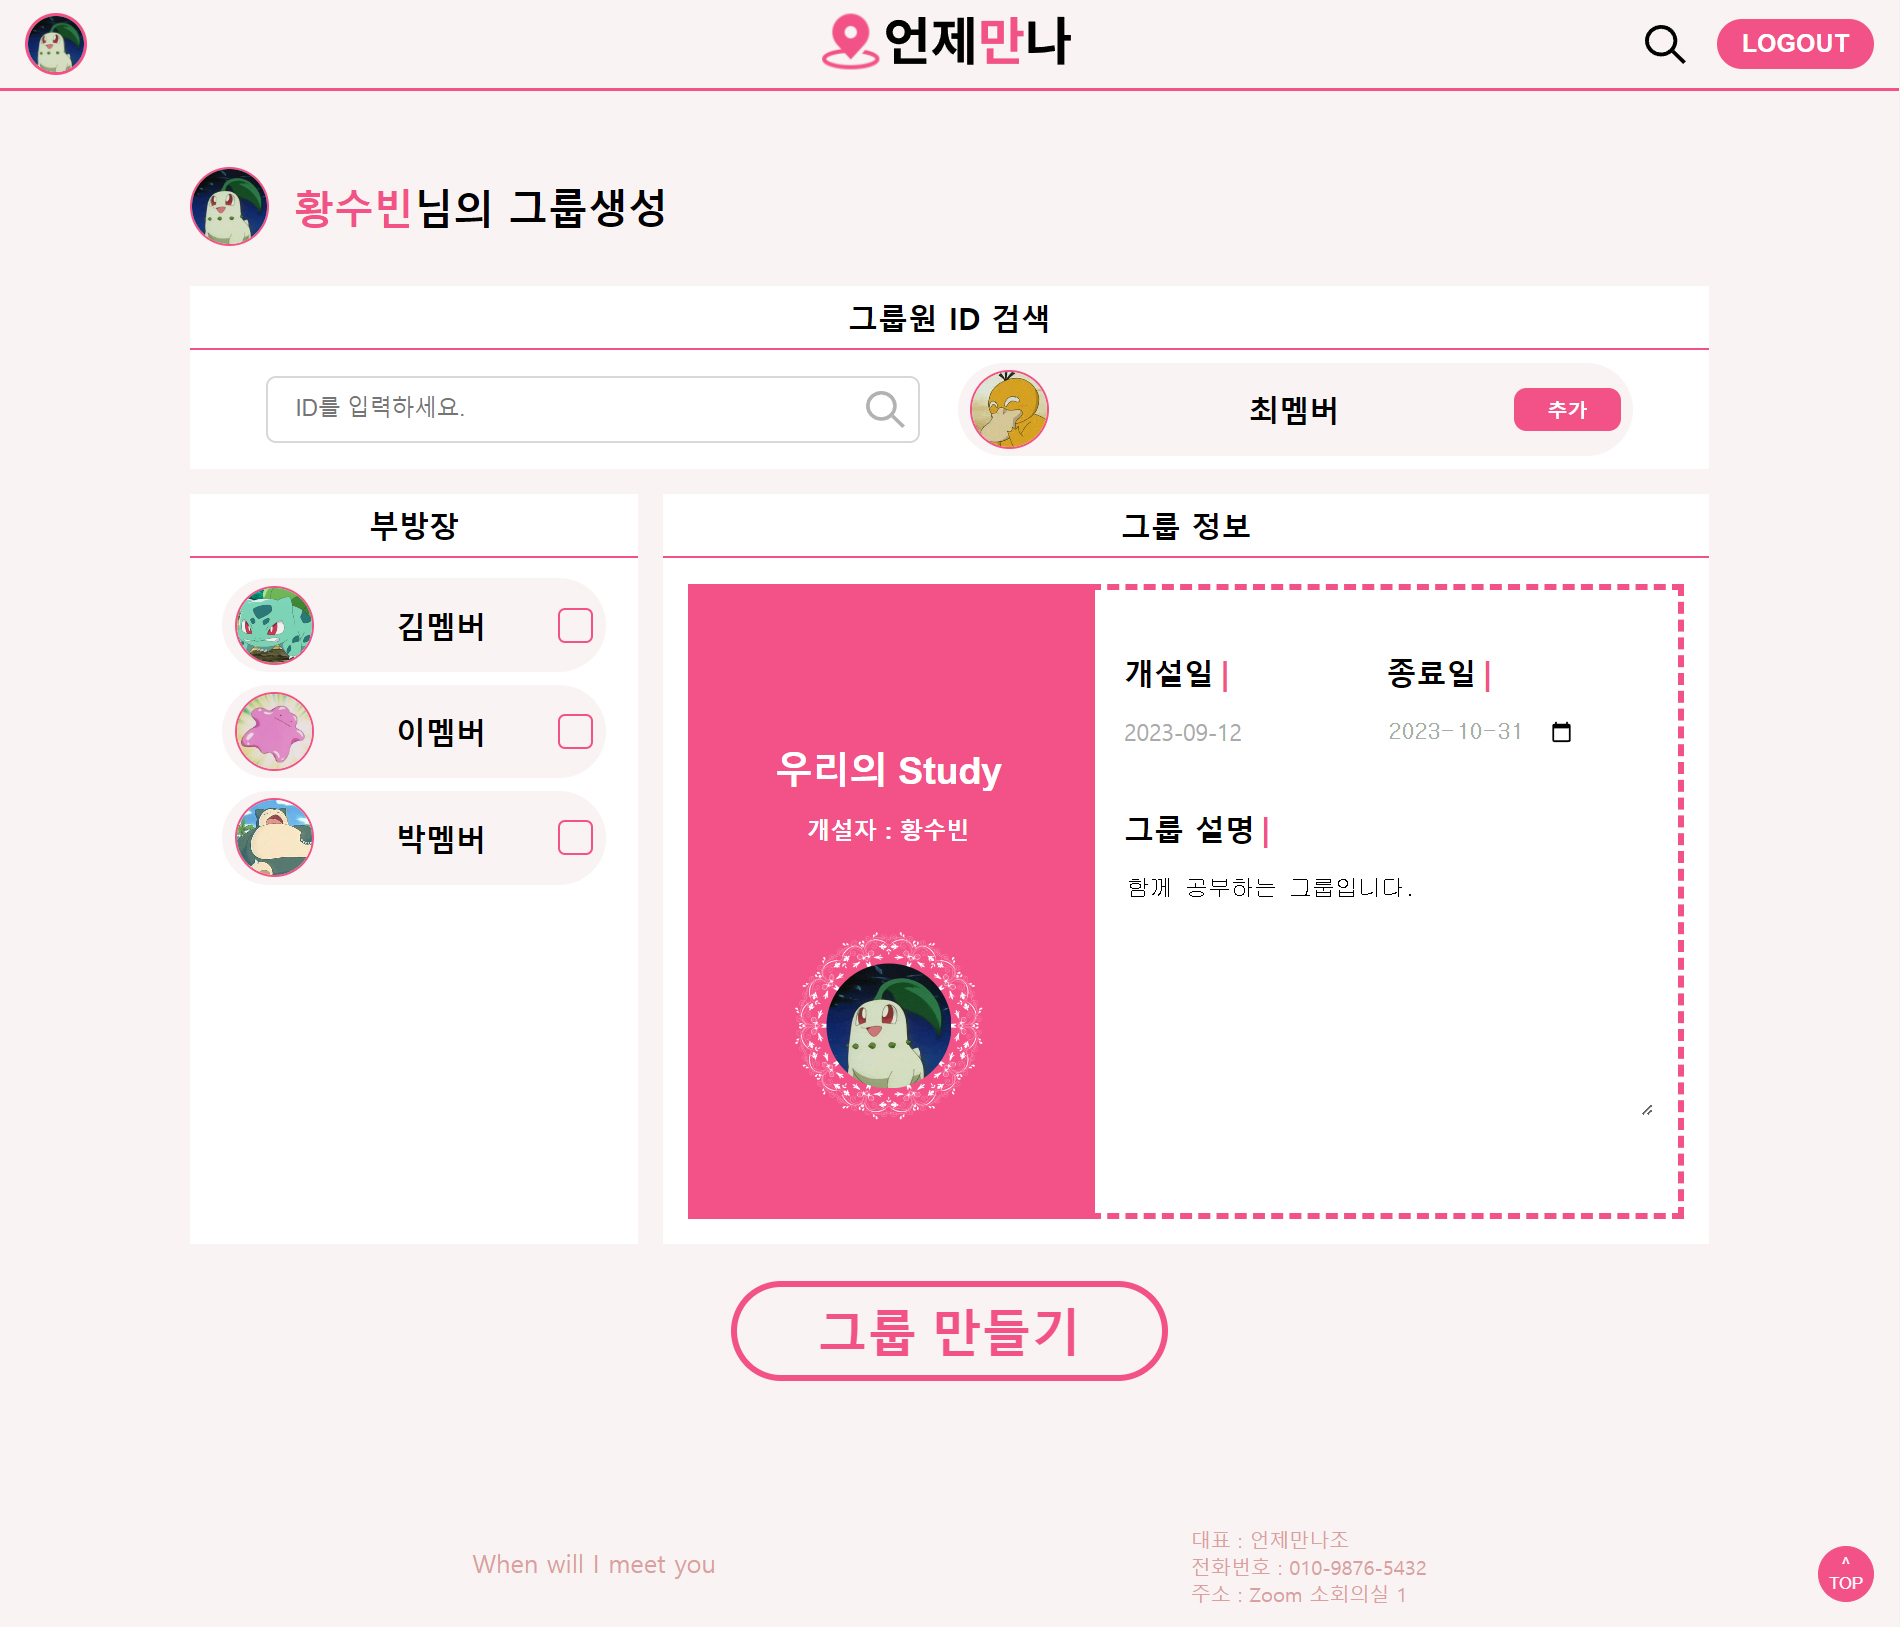 언제만나
LOGOUT
황수빈님의 그룹생성
그룹원 ID 검색
ID를 입력하세요.
최멤버
추가
부방장
김멤버
이멤버
박멤버
그룹 정보
우리의 Study
개설자 : 황수빈
개설일 |
2023-09-12
종료일 |
2023-10-31
그룹 설명 |
함께 공부하는 그룹입니다.
그룹 만들기
When will I meet you
대표 : 언제만나조
전화번호 : 010-9876-5432
주소 : Zoom 소회의실 1
^
TOP